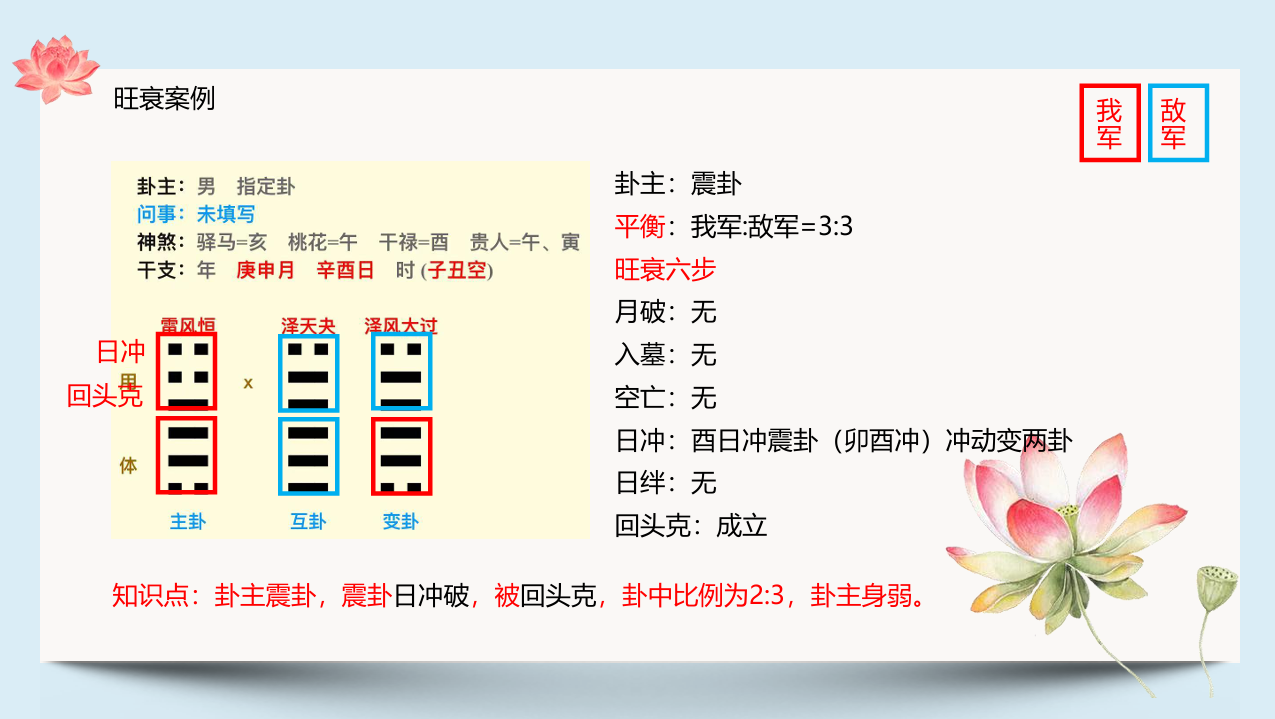 旺衰案例
我军
敌军
卦主：男 指定卦
问事：未填写
神煞：驿马=亥 桃花=午 干禄=酉 贵人=午、寅
干支：年 庚申月 辛酉日 时 (子丑空)
雷风恒 泽天夬 泽风大过
日冲
用 x
回头克
体
主卦 互卦 变卦
卦主：震卦
平衡：我军:敌军=3:3
旺衰六步
月破：无
入墓：无
空亡：无
日冲：酉日冲震卦（卯酉冲）冲动变两卦
日绊：无
回头克：成立
知识点：卦主震卦，震卦日冲破，被回头克，卦中比例为2:3，卦主身弱。